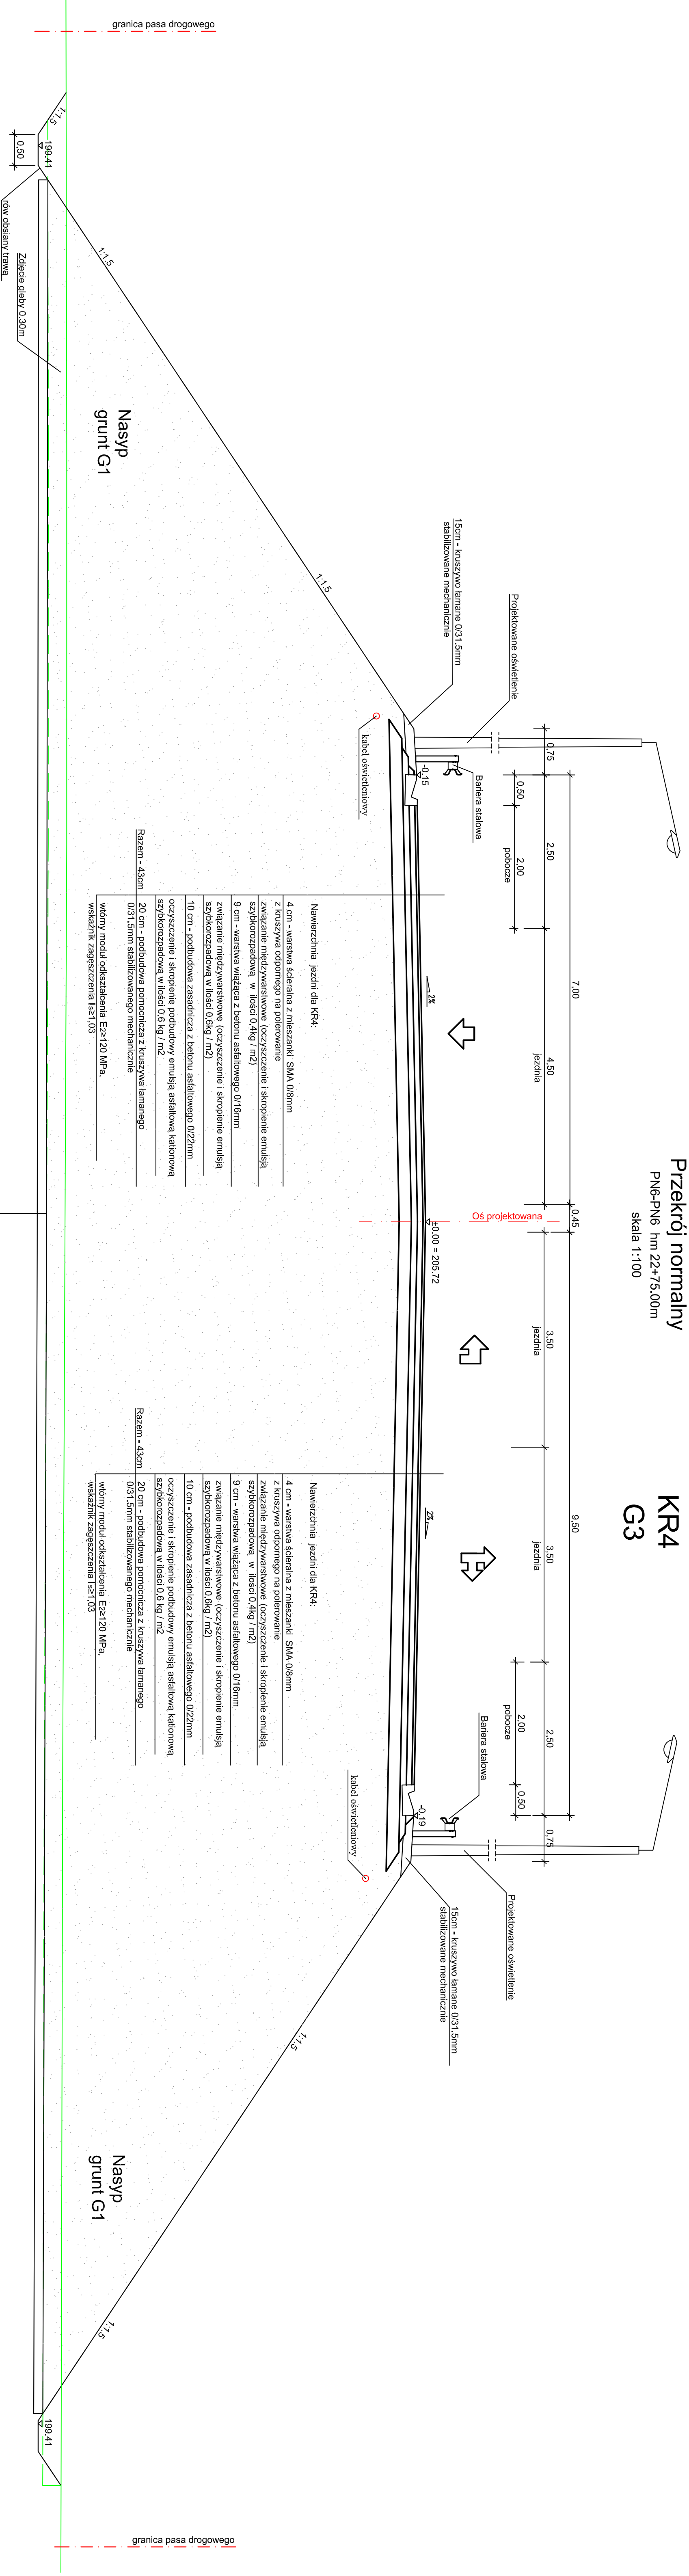 Przekrój normalny
PN6-PN6 hm 22+75.00m
skala 1:100
KR4
G3
7,00
0,45
9,50
0,75
2,50
4,50
jezdnia
3,50
jezdnia
3,50
jezdnia
2,50
0,75
0,50
2,00
pobocze
2,00
pobocze
0,50
Projektowane oświetlenie
Projektowane oświetlenie
Bariera stalowa
Bariera stalowa
15cm - kruszywo łamane 0/31,5mm
stabilizowane mechanicznie
15cm - kruszywo łamane 0/31,5mm
stabilizowane mechanicznie
Oś projektowana
±0,00 = 205.72
2%
2%
-0,15
-0,19
kabel oświetleniowy
kabel oświetleniowy
Nawierzchnia jezdni dla KR4:
4 cm - warstwa ścieralna z mieszanki SMA 0/8mm
z kruszywa odpornego na polerowanie
związanie międzywarstwowe (oczyszczenie i skropienie emulsją
szybkorozpadową w ilości 0,4kg / m2)
9 cm - warstwa wiążąca z betonu asfaltowego 0/16mm
związanie międzywarstwowe (oczyszczenie i skropienie emulsją
szybkorozpadową w ilości 0,6kg / m2)
10 cm - podbudowa zasadnicza z betonu asfaltowego 0/22mm
oczyszczenie i skropienie podbudowy emulsją asfaltową kationową
szybkorozpadową w ilości 0,6 kg / m2
20 cm - podbudowa pomocnicza z kruszywa łamanego
0/31,5mm stabilizowanego mechanicznie
Razem - 43cm
wtórny moduł odkształcenia E2≥120 MPa,
wskaźnik zagęszczenia Is≥1,03
Nawierzchnia jezdni dla KR4:
4 cm - warstwa ścieralna z mieszanki SMA 0/8mm
z kruszywa odpornego na polerowanie
związanie międzywarstwowe (oczyszczenie i skropienie emulsją
szybkorozpadową w ilości 0,4kg / m2)
9 cm - warstwa wiążąca z betonu asfaltowego 0/16mm
związanie międzywarstwowe (oczyszczenie i skropienie emulsją
szybkorozpadową w ilości 0,6kg / m2)
10 cm - podbudowa zasadnicza z betonu asfaltowego 0/22mm
oczyszczenie i skropienie podbudowy emulsją asfaltową kationową
szybkorozpadową w ilości 0,6 kg / m2
20 cm - podbudowa pomocnicza z kruszywa łamanego
0/31,5mm stabilizowanego mechanicznie
Razem - 43cm
wtórny moduł odkształcenia E2≥120 MPa,
wskaźnik zagęszczenia Is≥1,03
Nasyp
grunt G1
Nasyp
grunt G1
1:1.5
1:1.5
1:1.5
1:1.5
1:1.5
199.41
199.41
0,50
Zdjęcie gleby 0,30m
rów obsiany trawą
granica pasa drogowego
granica pasa drogowego